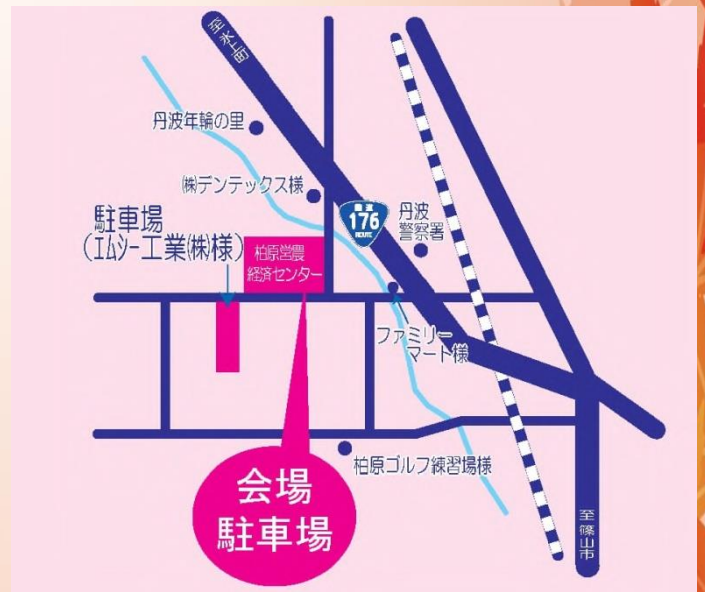 至氷上町
丹波年輪の里
㈱デンテックス様
国道
176
ROUTE
丹波
警察署
駐車場
(エムシー工業㈱様)
柏原営農
経済センター
ファミリー
マート様
柏原ゴルフ練習場様
会場
駐車場
至 篠山市